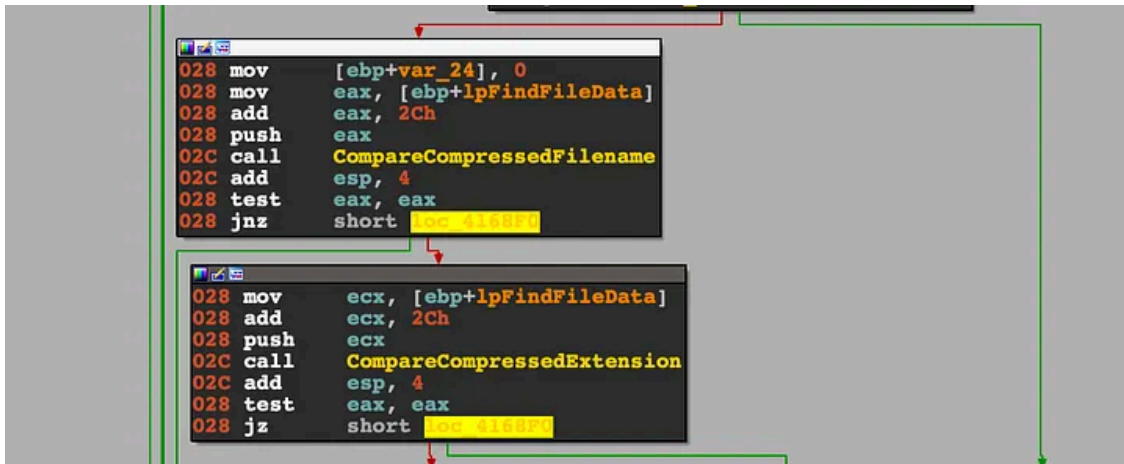 028 mov [ebp+var_24], 0
028 mov eax, [ebp+lpFindFileData]
028 add eax, 2Ch
028 push eax
02C call CompareCompressedFilename
02C add esp, 4
028 test eax, eax
028 jnz short loc_4168F0
028 mov ecx, [ebp+lpFindFileData]
028 add ecx, 2Ch
028 push ecx
02C call CompareCompressedExtension
02C add esp, 4
028 test eax, eax
028 jz short loc_4168F0